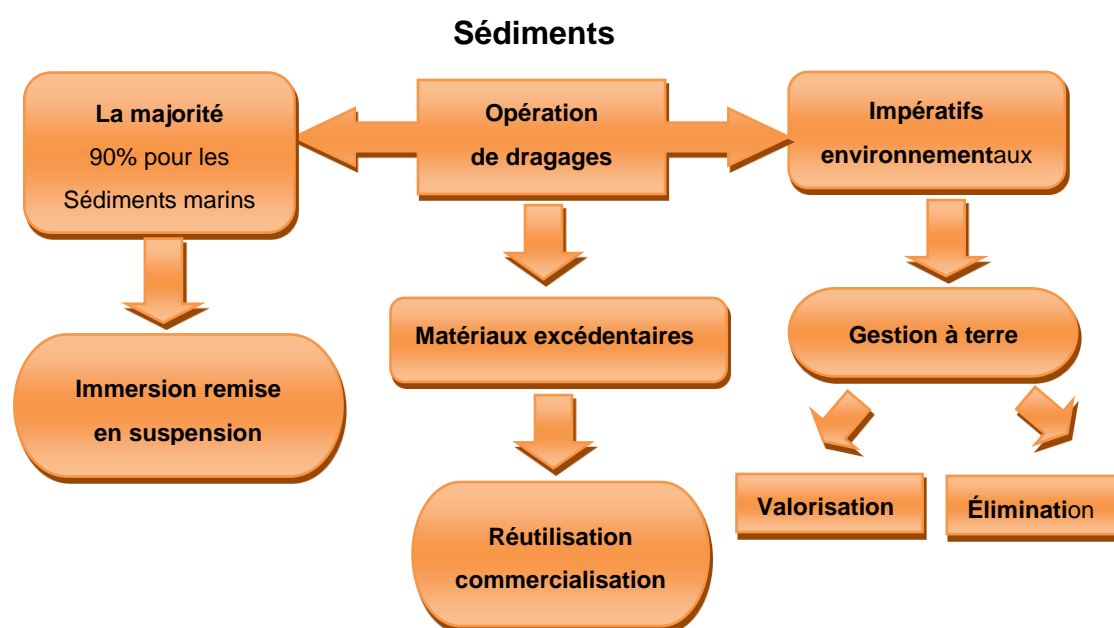 Sédiments
La majorité
90% pour les
Sédiments marins
Opération
de dragages
Impératifs
environnementaux
Immersion remise
en suspension
Matériaux excédentaires
Gestion à terre
Réutilisation
commercialisation
Valorisation
Élimination